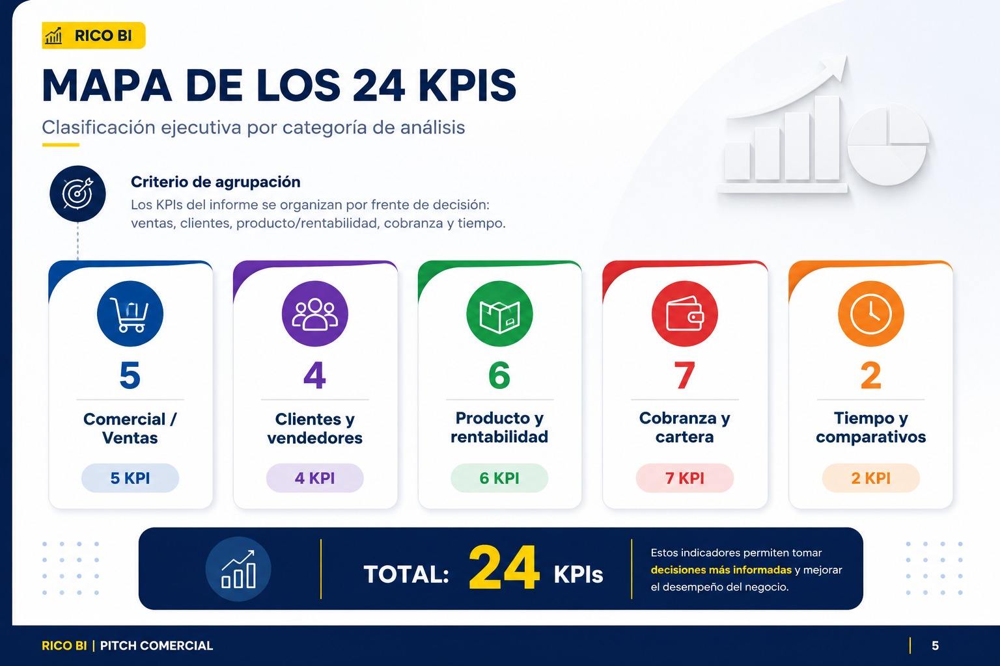 RICO BI
MAPA DE LOS 24 KPIS
Clasificación ejecutiva por categoría de análisis
Criterio de agrupación
Los KPIs del informe se organizan por frente de decisión:
ventas, clientes, producto/rentabilidad, cobranza y tiempo.
5
Comercial /
Ventas
5 KPI
4
Clientes y
vendedores
4 KPI
6
Producto y
rentabilidad
6 KPI
7
Cobranza y
cartera
7 KPI
2
Tiempo y
comparativos
2 KPI
TOTAL: 24 KPIs
Estos indicadores permiten tomar
decisiones más informadas y mejorar
el desempeño del negocio.
RICO BI | PITCH COMERCIAL
5